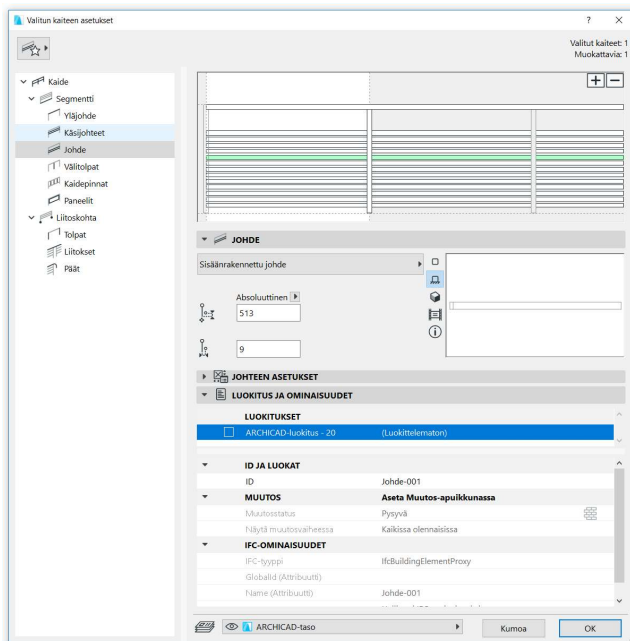 Valitun kaiteen asetukset
Valitut kaiteet: 1
Muokattavia: 1
Kaide
Segmentti
Yläjohde
Käsijohteet
Johde
Välitolpat
Kaidepinnat
Paneelit
Liitoskohta
Tolpat
Liitokset
Päät
JOHDE
Sisäänrakennettu johde
Absoluuttinen
513
9
JOHTEEN ASETUKSET
LUOKITUS JA OMINAISUUDET
LUOKITUKSET
ARCHICAD-luokitus - 20 (Luokittelematon)
ID JA LUOKAT
ID Johde-001
MUUTOS Aseta Muutos-apuikkunassa
Muutosstatus Pysyvä
Näytä muutosvaiheessa Kaikissa olennaisissa
IFC-OMINAISUUDET
IFC-tyyppi IfcBuildingElementProxy
GlobalId (Attribuutti)
Name (Attribuutti) Johde-001
ARCHICAD-taso
Kumoa
OK